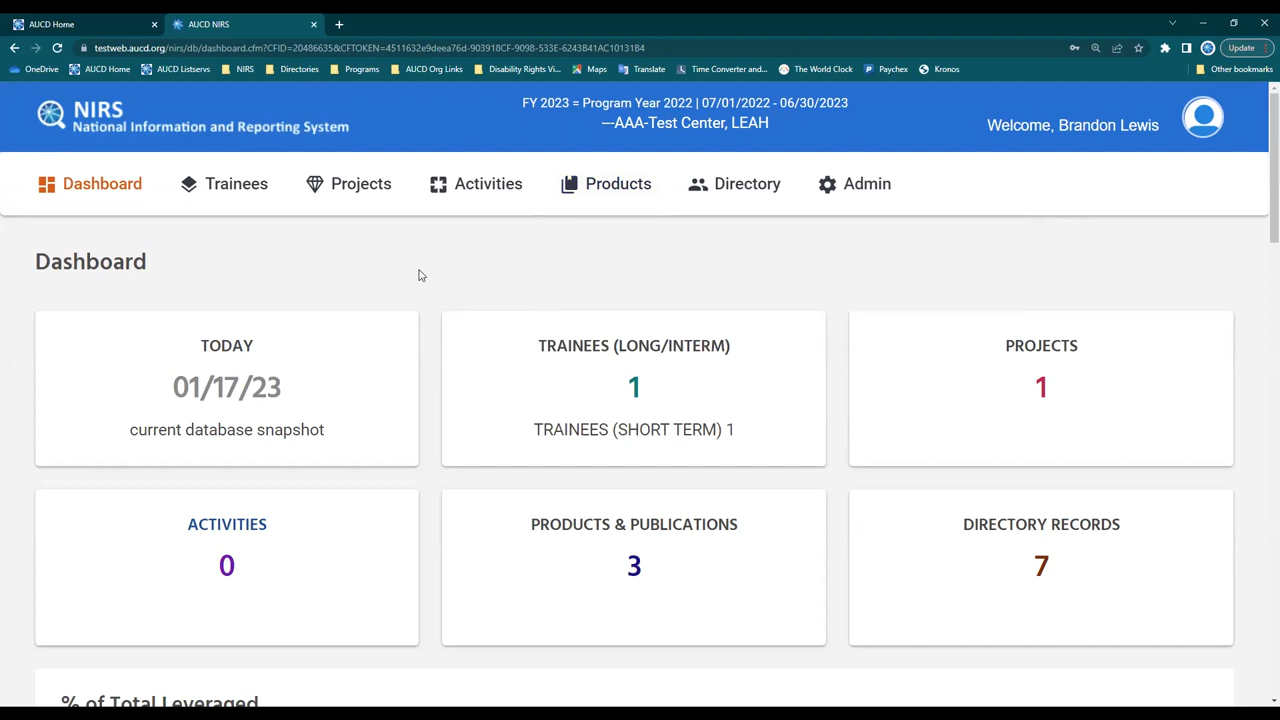 AUCD Home
AUCD NIRS
testweb.aucd.org/nirs/db/dashboard.cfm?CFID=20486635&CFTOKEN=4511632e9deea76d-903918CF-9098-533E-6243B41AC10131B4
Update
OneDrive AUCD Home AUCD Listservs NIRS Directories Programs AUCD Org Links Disability Rights Vi... Maps Translate Time Converter and... The World Clock Paychex Kronos Other bookmarks
NIRS
National Information and Reporting System
FY 2023 = Program Year 2022 | 07/01/2022 - 06/30/2023
---AAA-Test Center, LEAH
Welcome, Brandon Lewis
Dashboard Trainees Projects Activities Products Directory Admin
Dashboard
TODAY
01/17/23
current database snapshot
TRAINEES (LONG/INTERM)
1
TRAINEES (SHORT TERM) 1
PROJECTS
1
ACTIVITIES
0
PRODUCTS & PUBLICATIONS
3
DIRECTORY RECORDS
7
% of Total Leveraged